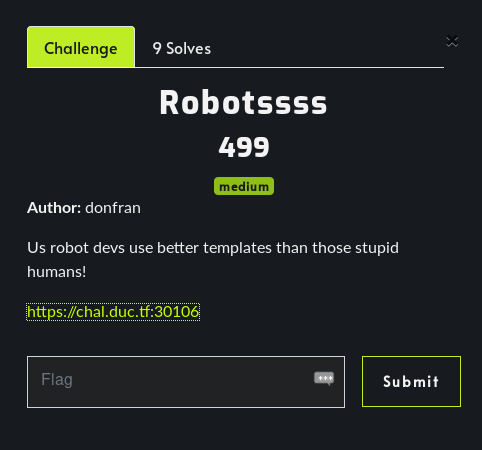 Challenge
9 Solves
×
Robotssss
499
medium
Author: donfran
Us robot devs use better templates than those stupid
humans!
https://chal.duc.tf:30106
Flag
Submit